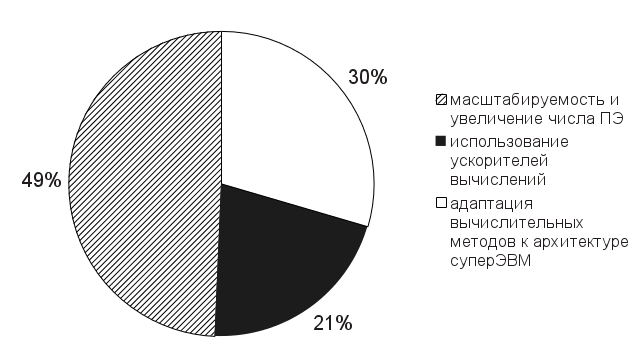 30%
49%
21%
масштабируемость и
увеличение числа ПЭ
использование
ускорителей
вычислений
адаптация
вычислительных
методов к архитектуре
суперЭВМ